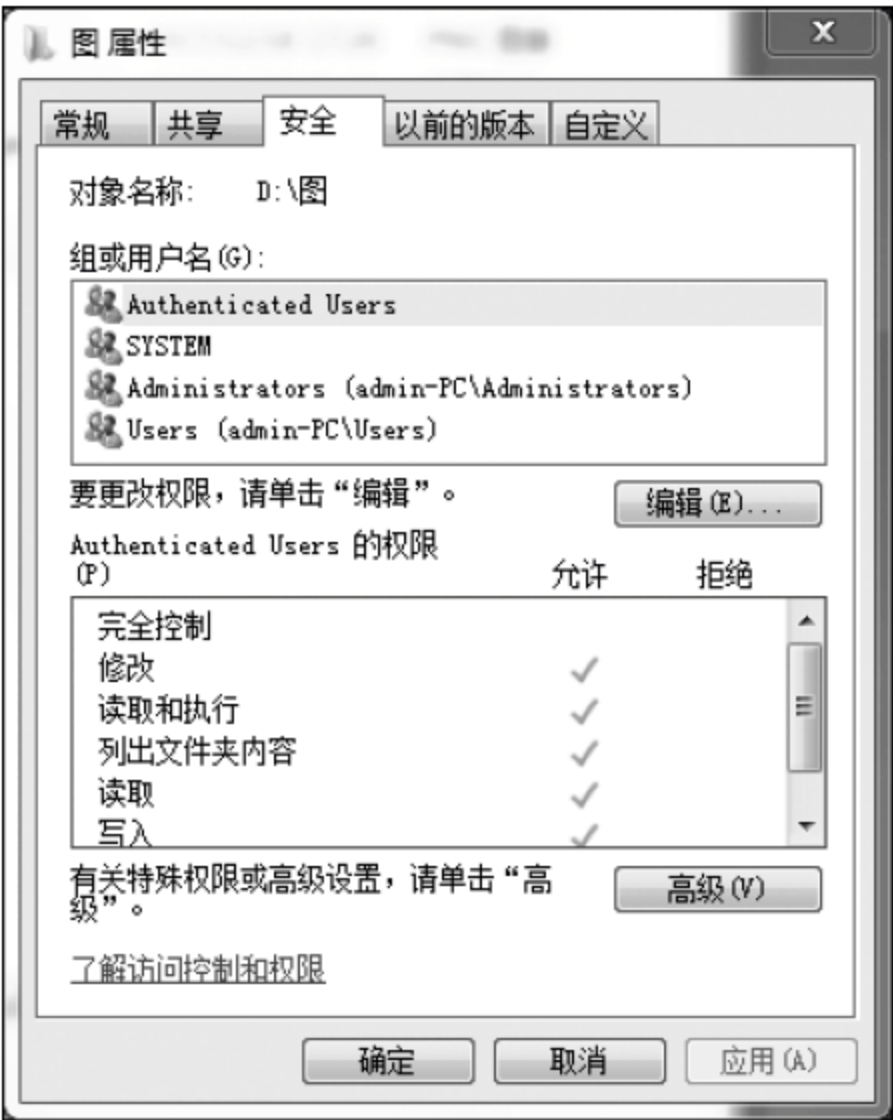 图 属性
常规 共享 安全 以前的版本 自定义
对象名称: D:\图
组或用户名(G):
Authenticated Users
SYSTEM
Administrators (admin-PC\Administrators)
Users (admin-PC\Users)
要更改权限，请单击“编辑”。 编辑(E)...
Authenticated Users 的权限
(P) 允许 拒绝
完全控制
修改
读取和执行
列出文件夹内容
读取
写入
有关特殊权限或高级设置，请单击“高
级”。 高级(V)
了解访问控制和权限
确定 取消 应用(A)